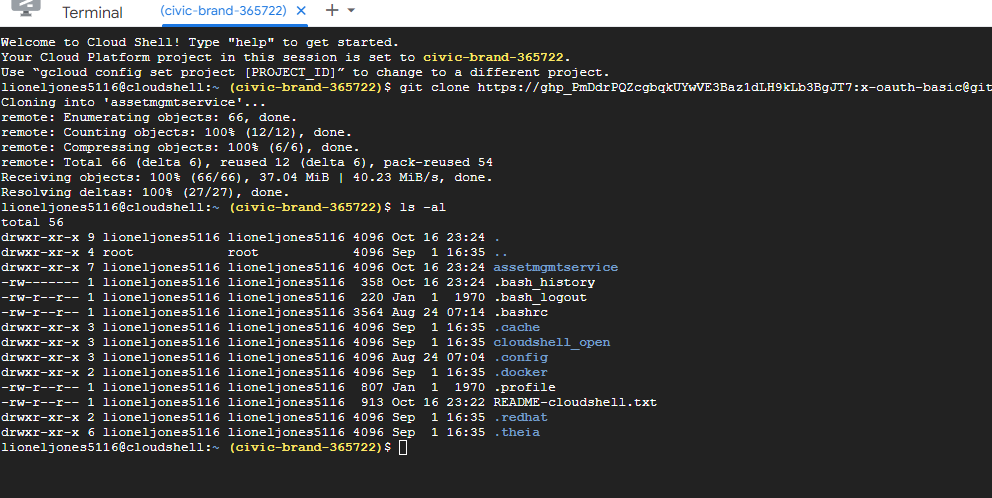 Terminal
(civic-brand-365722)
Welcome to Cloud Shell! Type "help" to get started.
Your Cloud Platform project in this session is set to civic-brand-365722.
Use “gcloud config set project [PROJECT_ID]” to change to a different project.
lioneljones5116@cloudshell:~ (civic-brand-365722)$ git clone https://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:x-oauth-basic@git
Cloning into 'assetmgmtservice'...
remote: Enumerating objects: 66, done.
remote: Counting objects: 100% (12/12), done.
remote: Compressing objects: 100% (6/6), done.
remote: Total 66 (delta 6), reused 12 (delta 6), pack-reused 54
Receiving objects: 100% (66/66), 37.04 MiB | 40.23 MiB/s, done.
Resolving deltas: 100% (27/27), done.
lioneljones5116@cloudshell:~ (civic-brand-365722)$ ls -al
total 56
drwxr-xr-x 9 lioneljones5116 lioneljones5116 4096 Oct 16 23:24 .
drwxr-xr-x 4 root            root            4096 Sep  1 16:35 ..
drwxr-xr-x 7 lioneljones5116 lioneljones5116 4096 Oct 16 23:24 assetmgmtservice
-rw------- 1 lioneljones5116 lioneljones5116  358 Oct 16 23:24 .bash_history
-rw-r--r-- 1 lioneljones5116 lioneljones5116  220 Jan  1  1970 .bash_logout
-rw-r--r-- 1 lioneljones5116 lioneljones5116 3564 Aug 24 07:14 .bashrc
drwxr-xr-x 3 lioneljones5116 lioneljones5116 4096 Sep  1 16:35 .cache
drwxr-xr-x 3 lioneljones5116 lioneljones5116 4096 Sep  1 16:35 cloudshell_open
drwxr-xr-x 3 lioneljones5116 lioneljones5116 4096 Aug 24 07:04 .config
drwxr-xr-x 2 lioneljones5116 lioneljones5116 4096 Sep  1 16:35 .docker
-rw-r--r-- 1 lioneljones5116 lioneljones5116  807 Jan  1  1970 .profile
-rw-r--r-- 1 lioneljones5116 lioneljones5116  913 Oct 16 23:22 README-cloudshell.txt
drwxr-xr-x 2 lioneljones5116 lioneljones5116 4096 Sep  1 16:35 .redhat
drwxr-xr-x 6 lioneljones5116 lioneljones5116 4096 Sep  1 16:35 .theia
lioneljones5116@cloudshell:~ (civic-brand-365722)$